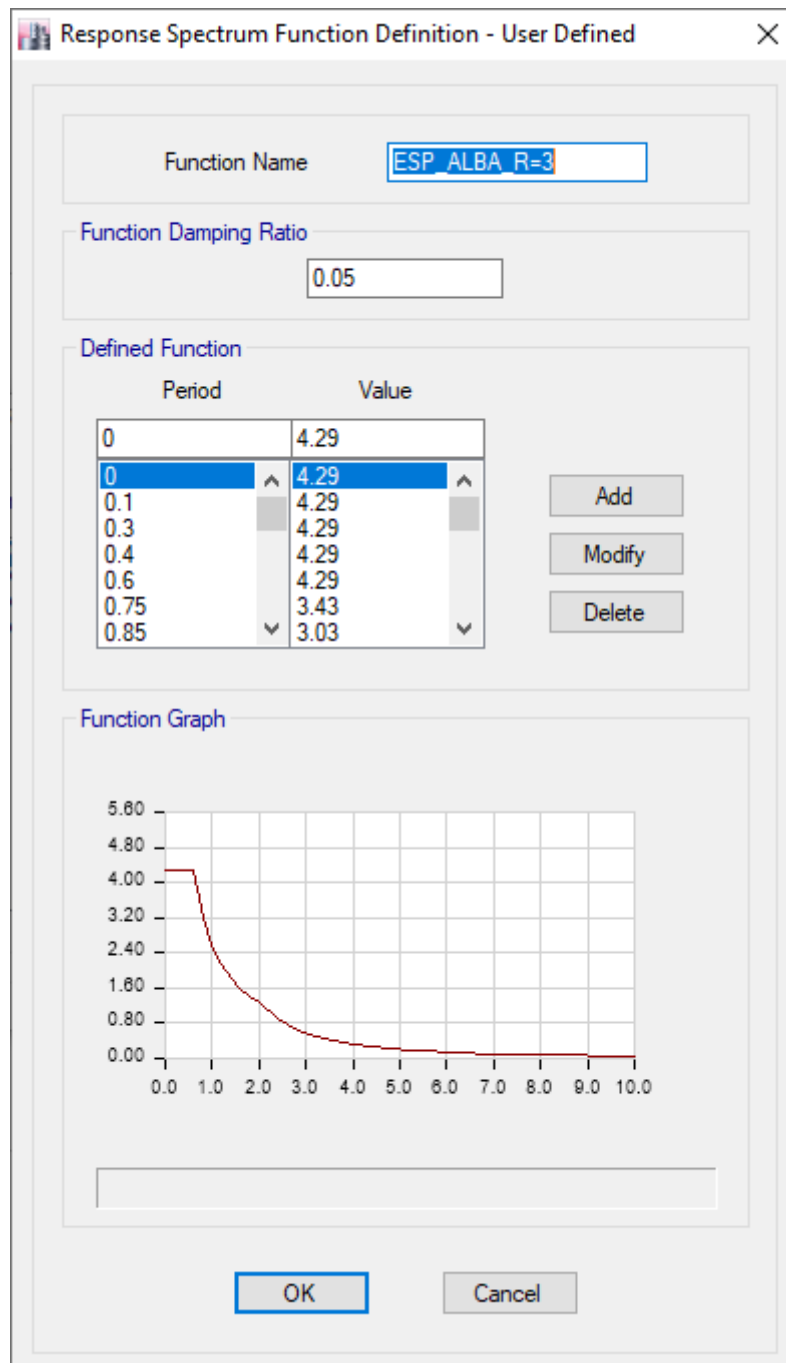 Response Spectrum Function Definition - User Defined
Function Name ESP_ALBA_R=3
Function Damping Ratio
0.05
Defined Function
Period Value
0 4.29
0 4.29
0.1 4.29
0.3 4.29
0.4 4.29
0.6 4.29
0.75 3.43
0.85 3.03
Add
Modify
Delete
Function Graph
5.60
4.80
4.00
3.20
2.40
1.60
0.80
0.00
0.0 1.0 2.0 3.0 4.0 5.0 6.0 7.0 8.0 9.0 10.0
OK Cancel